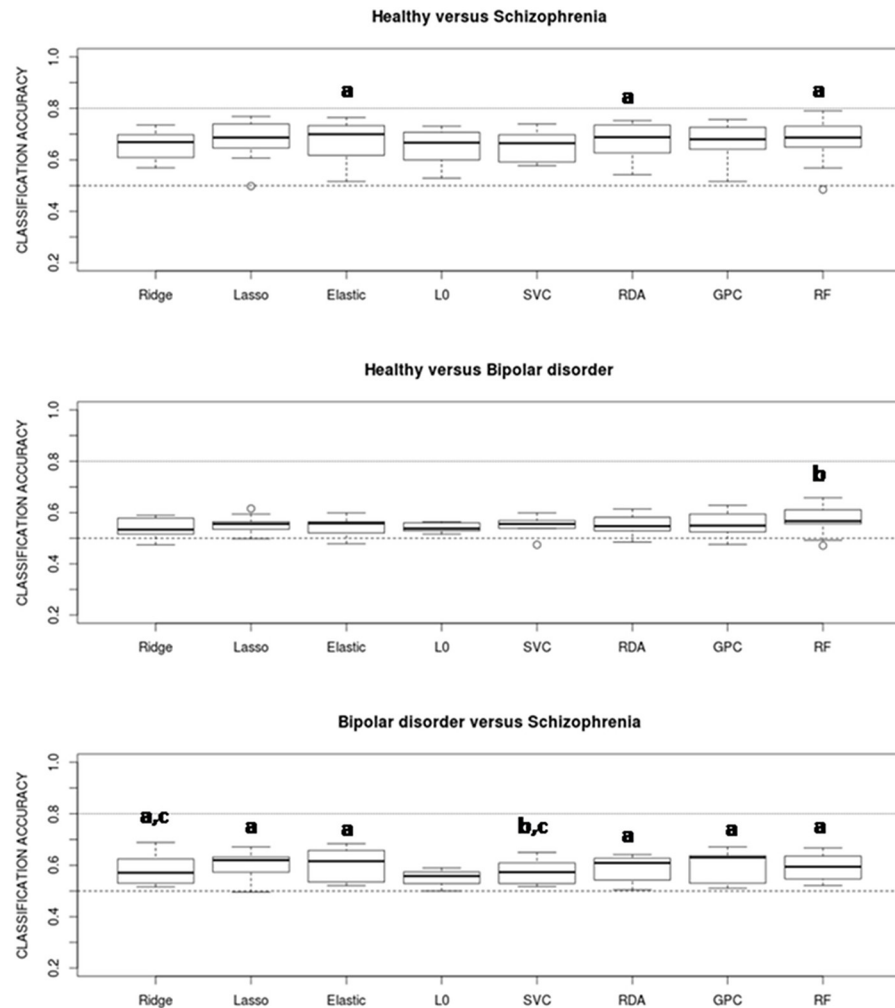 Healthy versus Schizophrenia
CLASSIFICATION ACCURACY
1.0
0.8
0.6
0.4
0.2
a a a
Ridge Lasso Elastic L0 SVC RDA GPC RF
Healthy versus Bipolar disorder
CLASSIFICATION ACCURACY
1.0
0.8
0.6
0.4
0.2
b
Ridge Lasso Elastic L0 SVC RDA GPC RF
Bipolar disorder versus Schizophrenia
CLASSIFICATION ACCURACY
1.0
0.8
0.6
0.4
0.2
a,c a a b,c a a a
Ridge Lasso Elastic L0 SVC RDA GPC RF